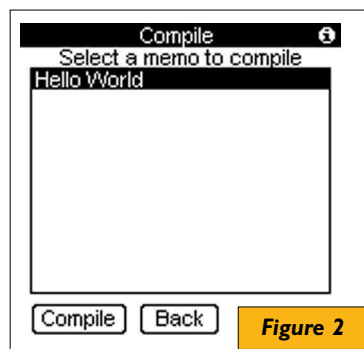 Compile
Select a memo to compile
Hello World
Compile Back
Figure 2